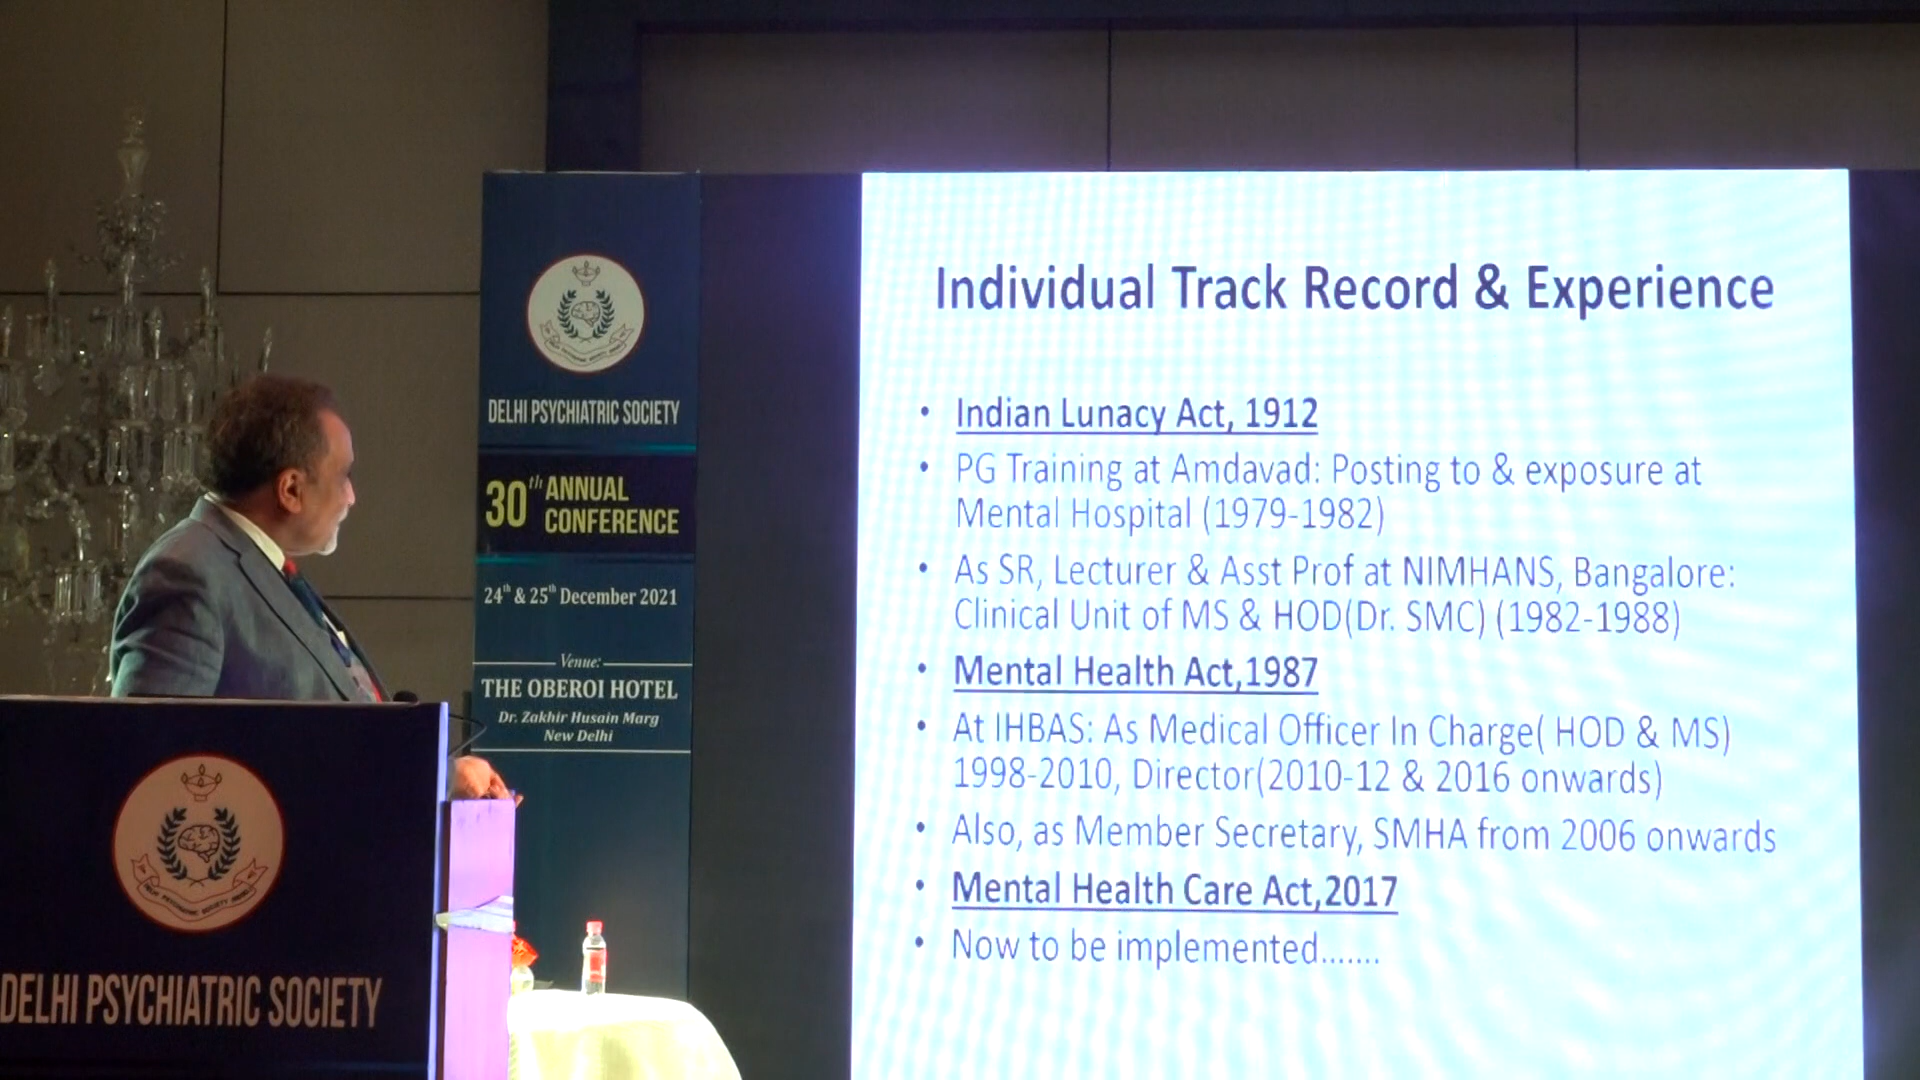 DELHI PSYCHIATRIC SOCIETY
30th ANNUAL
CONFERENCE
24th & 25th December 2021
Venue:
THE OBEROI HOTEL
Dr. Zakhir Husain Marg
New Delhi
DELHI PSYCHIATRIC SOCIETY
Individual Track Record & Experience
• Indian Lunacy Act, 1912
• PG Training at Amdavad: Posting to & exposure at
Mental Hospital (1979-1982)
• As SR, Lecturer & Asst Prof at NIMHANS, Bangalore:
Clinical Unit of MS & HOD(Dr. SMC) (1982-1988)
• Mental Health Act,1987
• At IHBAS: As Medical Officer In Charge( HOD & MS)
1998-2010, Director(2010-12 & 2016 onwards)
• Also, as Member Secretary, SMHA from 2006 onwards
• Mental Health Care Act,2017
• Now to be implemented.......